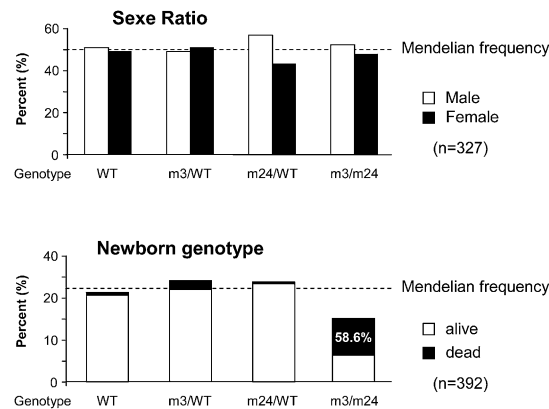 Sexe Ratio
Percent (%)
60
40
20
0
Mendelian frequency
Male
Female
(n=327)
Genotype WT m3/WT m24/WT m3/m24
Newborn genotype
Percent (%)
40
20
10
0
Mendelian frequency
58.6%
alive
dead
(n=392)
Genotype WT m3/WT m24/WT m3/m24